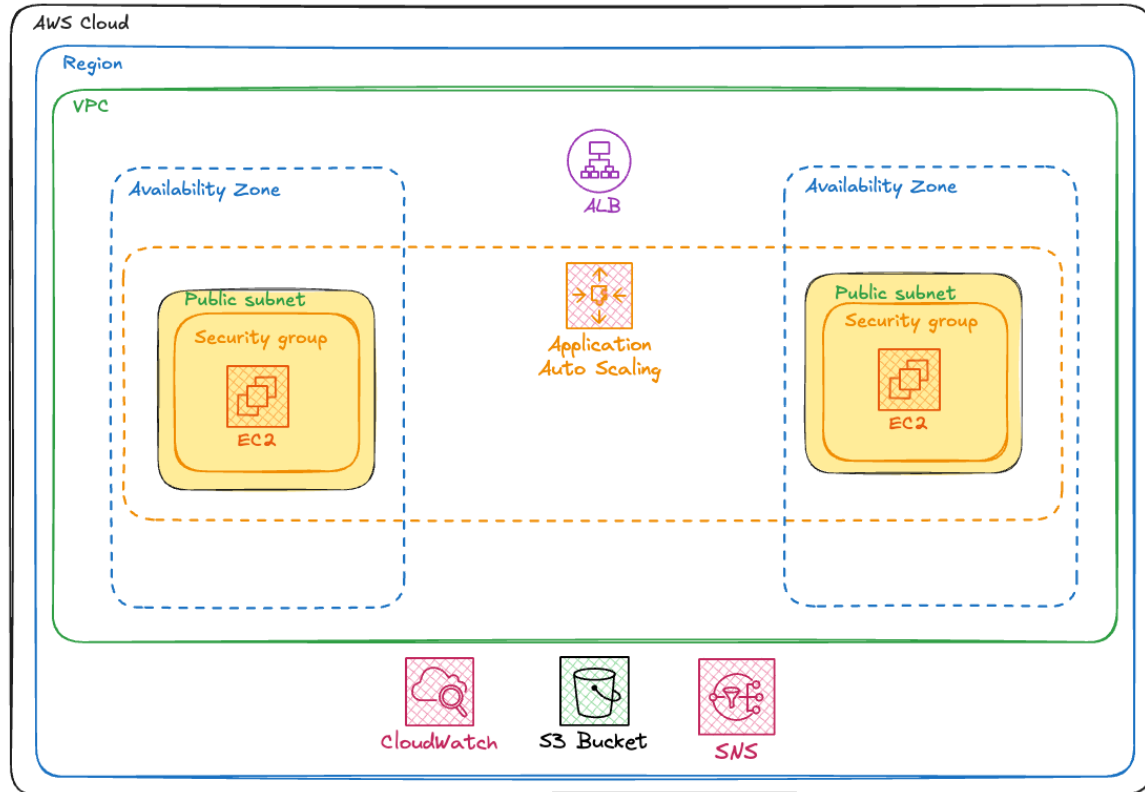 AWS Cloud
Region
VPC
ALB
Availability Zone
Availability Zone
Public subnet
Security group
EC2
Application
Auto Scaling
Public subnet
Security group
EC2
CloudWatch
S3 Bucket
SNS